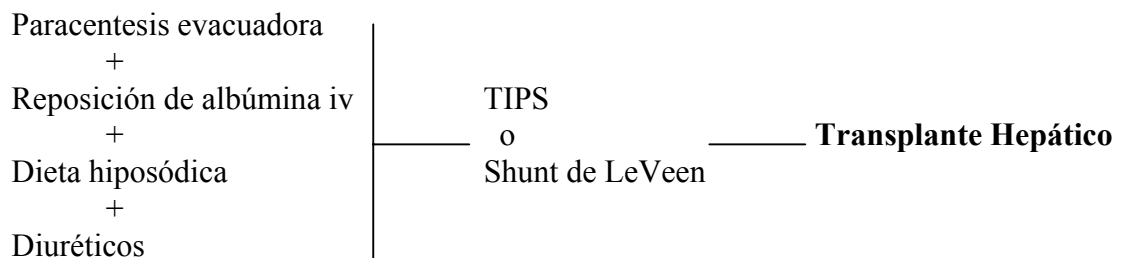 Paracentesis evacuadora
+
Reposición de albúmina iv
+
Dieta hiposódica
+
Diuréticos
TIPS
o
Shunt de LeVeen
Transplante Hepático